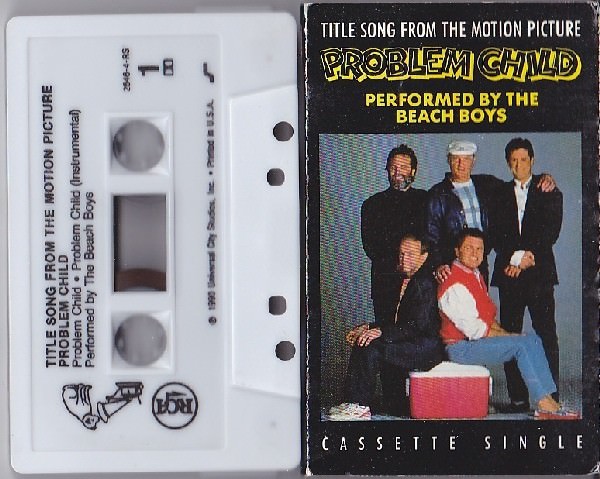 TITLE SONG FROM THE MOTION PICTURE
PROBLEM CHILD
Problem Child • Problem Child (Instrumental)
Performed by The Beach Boys
2646-4-RS
1
℗ 1990 Universal City Studios, Inc. • Printed in U.S.A.
RCA
TITLE SONG FROM THE MOTION PICTURE
PROBLEM CHILD
PERFORMED BY THE
BEACH BOYS
CASSETTE SINGLE